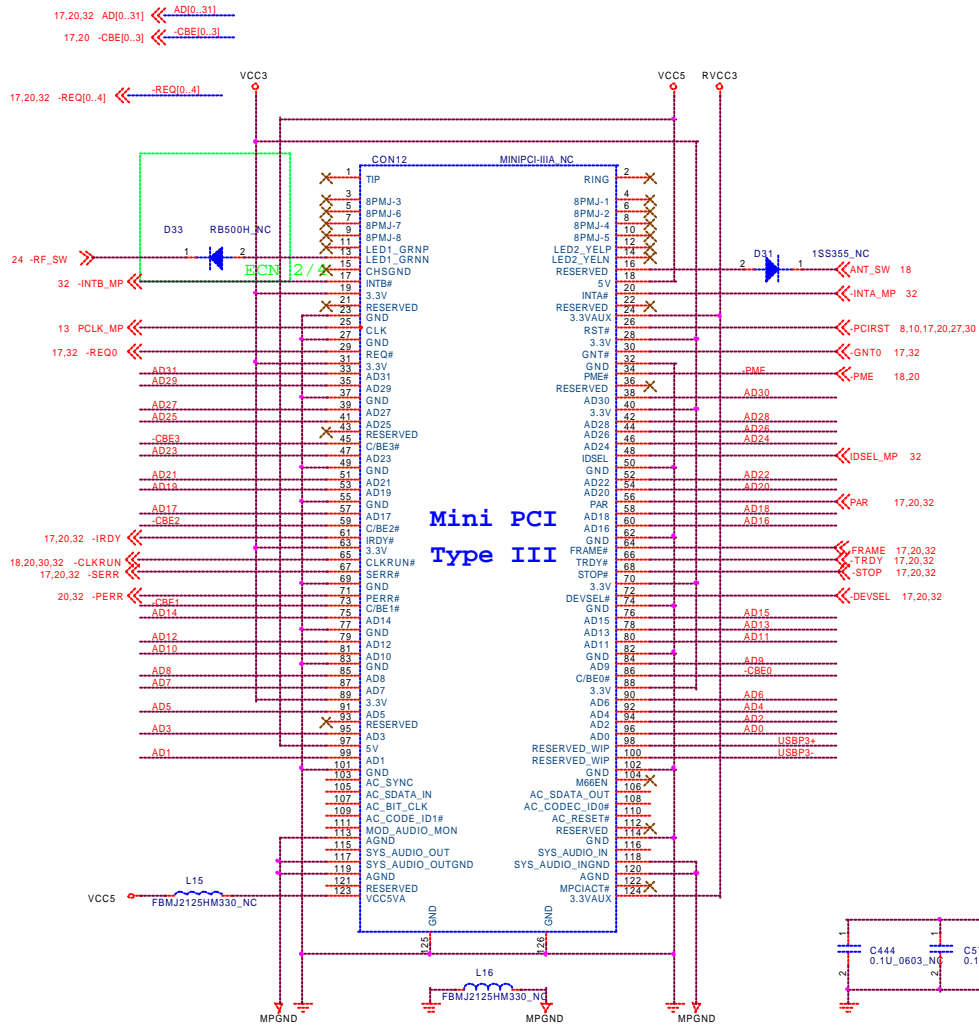 17,20,32 AD[0..31] AD[0..31]
17,20 -CBE[0..3] -CBE[0..3]
17,20,32 -REQ[0..4] -REQ[0..4]
VCC3 VCC5 RVCC3
CON12 MINIPCI-IIIA_NC
1 TIP RING 2
3 8PMJ-3 8PMJ-1 4
5 8PMJ-6 8PMJ-2 6
7 8PMJ-7 8PMJ-4 8
9 8PMJ-8 8PMJ-5 10
11 LED1_GRNP LED2_YELP 12
D33 RB500H_NC
24 -RF_SW 1 2 13 LED1_GRNN LED2_YELN 14
ECN 2/4
15 CHSGND RESERVED 16 2 D31 1 1SS355_NC ANT_SW 18
32 -INTB_MP 17 INTB# 5V 18
19 3.3V INTA# 20 -INTA_MP 32
21 RESERVED RESERVED 22
23 GND 3.3VAUX 24
13 PCLK_MP 25 CLK RST# 26 -PCIRST 8,10,17,20,27,30
27 GND 3.3V 28
17,32 -REQ0 29 REQ# GNT# 30 -GNT0 17,32
31 3.3V GND 32
AD31 33 AD31 PME# 34 -PME -PME 18,20
AD29 35 AD29 RESERVED 36
37 GND AD30 38 AD30
AD27 39 AD27 3.3V 40
AD25 41 AD25 AD28 42 AD28
43 RESERVED AD26 44 AD26
-CBE3 45 C/BE3# AD24 46 AD24
AD23 47 AD23 IDSEL 48 IDSEL_MP 32
49 GND GND 50
AD21 51 AD21 AD22 52 AD22
AD19 53 AD19 AD20 54 AD20
55 GND PAR 56 PAR 17,20,32
AD17 57 AD17 AD18 58 AD18
-CBE2 59 C/BE2# AD16 60 AD16
Mini PCI
17,20,32 -IRDY 61 IRDY# GND 62
63 3.3V FRAME# 64 -FRAME 17,20,32
Type III
18,20,30,32 -CLKRUN 65 CLKRUN# TRDY# 66 -TRDY 17,20,32
17,20,32 -SERR 67 SERR# STOP# 68 -STOP 17,20,32
69 GND 3.3V 70
20,32 -PERR 71 PERR# DEVSEL# 72 -DEVSEL 17,20,32
-CBE1 73 C/BE1# GND 74
AD14 75 AD14 AD15 76 AD15
77 GND AD13 78 AD13
AD12 79 AD12 AD11 80 AD11
AD10 81 AD10 GND 82
83 GND AD9 84 AD9
AD8 85 AD8 C/BE0# 86 -CBE0
AD7 87 AD7 3.3V 88
89 3.3V AD6 90 AD6
AD5 91 AD5 AD4 92 AD4
93 RESERVED AD2 94 AD2
AD3 95 AD3 AD0 96 AD0
97 5V RESERVED_WIP 98 USBP3+
AD1 99 AD1 RESERVED_WIP 100 USBP3-
101 GND GND 102
103 AC_SYNC M66EN 104
105 AC_SDATA_IN AC_SDATA_OUT 106
107 AC_BIT_CLK AC_CODEC_ID0# 108
109 AC_CODE_ID1# AC_RESET# 110
111 MOD_AUDIO_MON RESERVED 112
113 AGND GND 114
115 SYS_AUDIO_OUT SYS_AUDIO_IN 116
117 SYS_AUDIO_OUTGND SYS_AUDIO_INGND 118
119 AGND AGND 120
121 RESERVED MPCIACT# 122
VCC5 L15 123 VCC5VA 3.3VAUX 124
FBMJ2125HM330_NC
GND GND
125 126
1 1
C444
0.1U_0603_NC
2 2
L16
FBMJ2125HM330_NC
MPGND MPGND MPGND